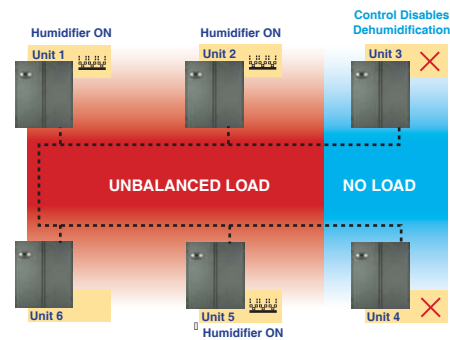 Humidifier ON
Humidifier ON
Control Disables
Dehumidification
Unit 1
Unit 2
Unit 3
UNBALANCED LOAD
NO LOAD
Unit 6
Unit 5
Unit 4
Humidifier ON